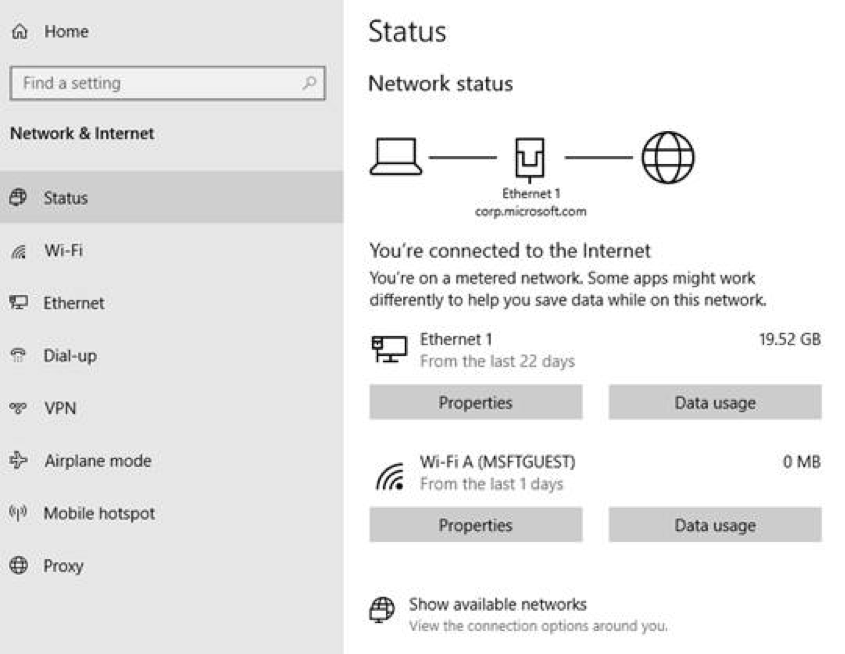 Home
Find a setting
Network & Internet
Status
Wi-Fi
Ethernet
Dial-up
VPN
Airplane mode
Mobile hotspot
Proxy
Status
Network status
Ethernet 1
corp.microsoft.com
You're connected to the Internet
You're on a metered network. Some apps might work
differently to help you save data while on this network.
Ethernet 1 19.52 GB
From the last 22 days
Properties Data usage
Wi-Fi A (MSFTGUEST) 0 MB
From the last 1 days
Properties Data usage
Show available networks
View the connection options around you.